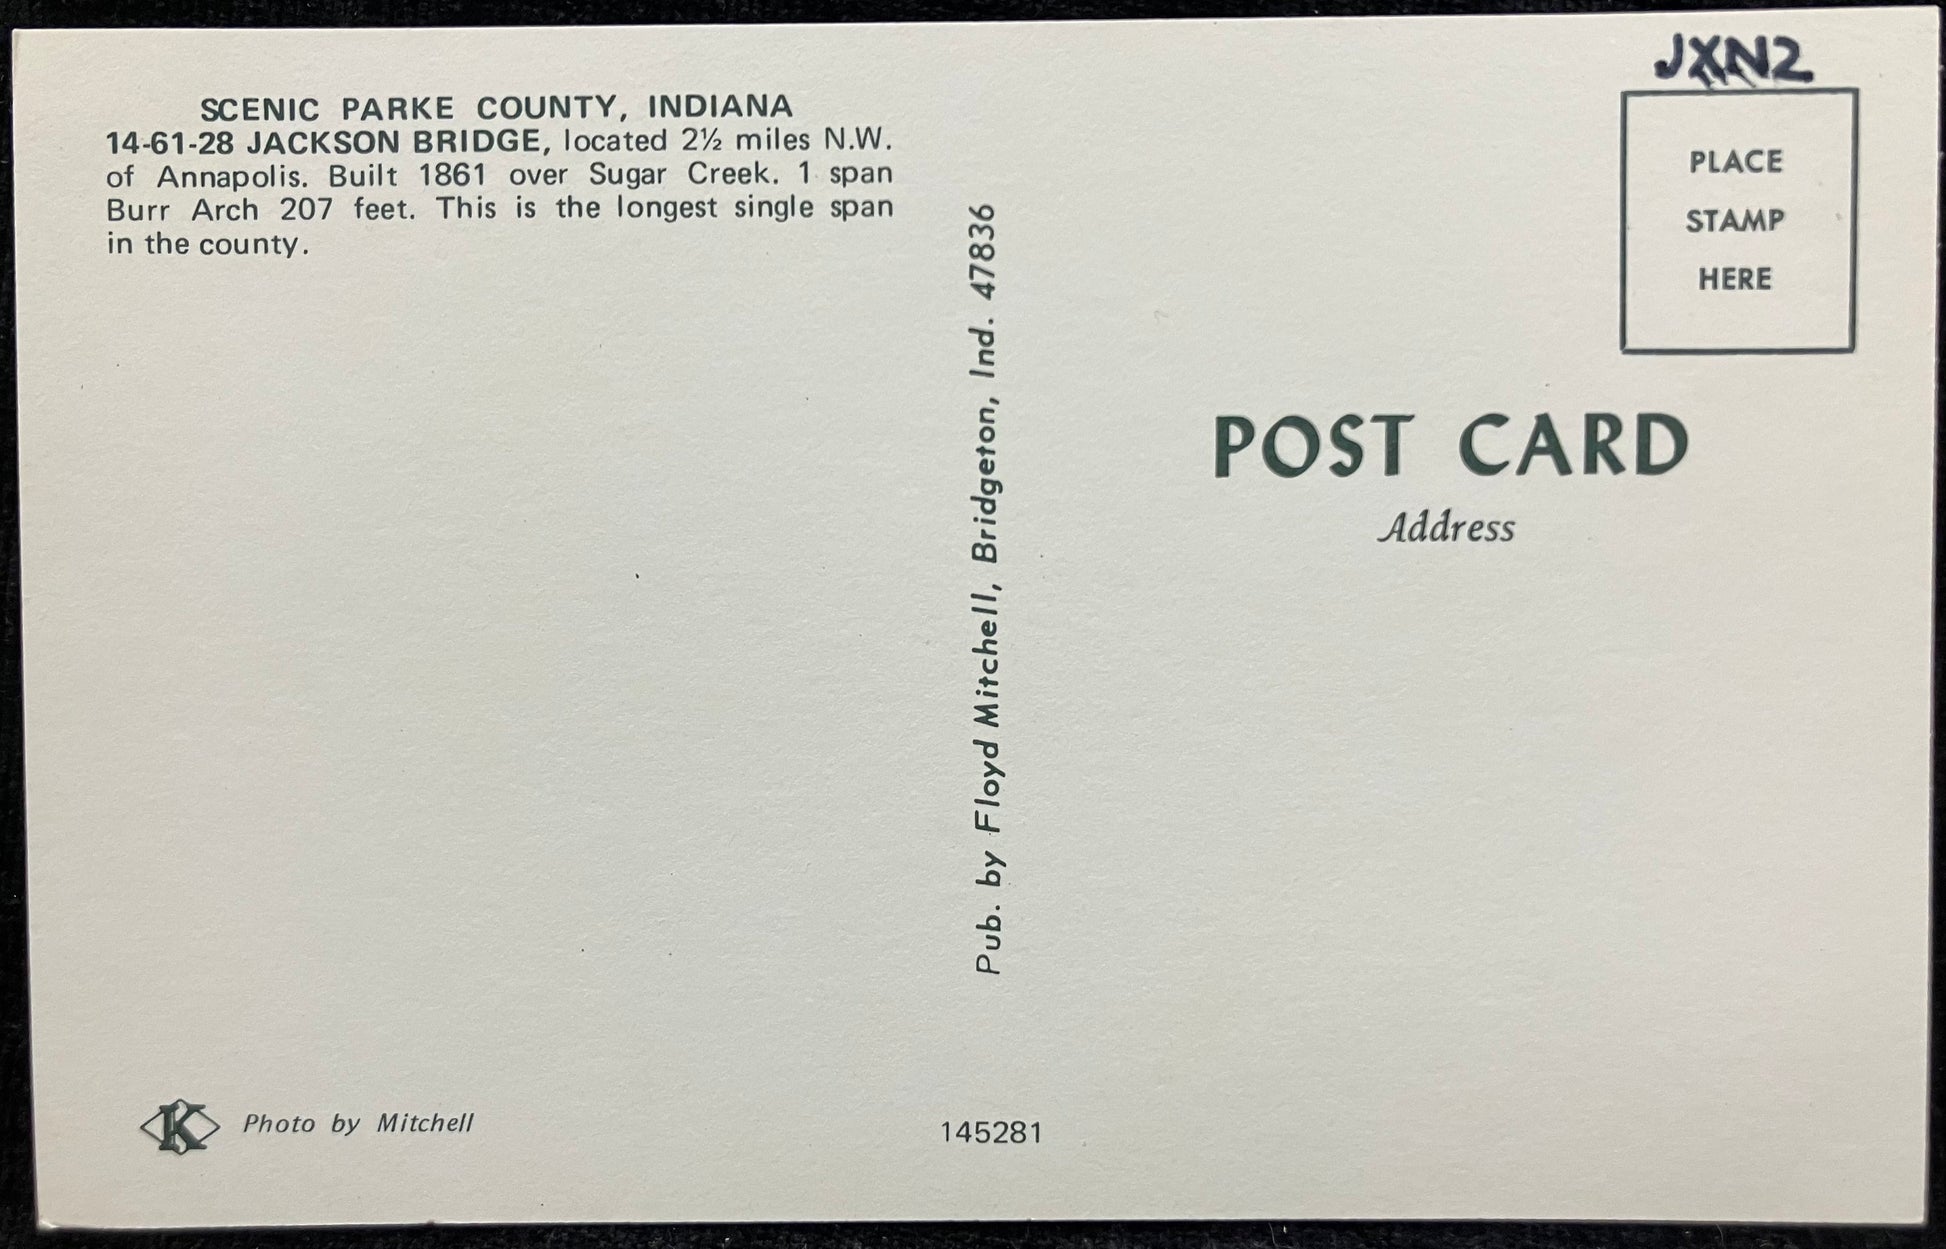 SCENIC PARKE COUNTY, INDIANA
14-61-28 JACKSON BRIDGE, located 2½ miles N.W.
of Annapolis. Built 1861 over Sugar Creek. 1 span
Burr Arch 207 feet. This is the longest single span
in the county.
Pub. by Floyd Mitchell, Bridgeton, Ind. 47836
JXN2
PLACE
STAMP
HERE
POST CARD
Address
K Photo by Mitchell
145281